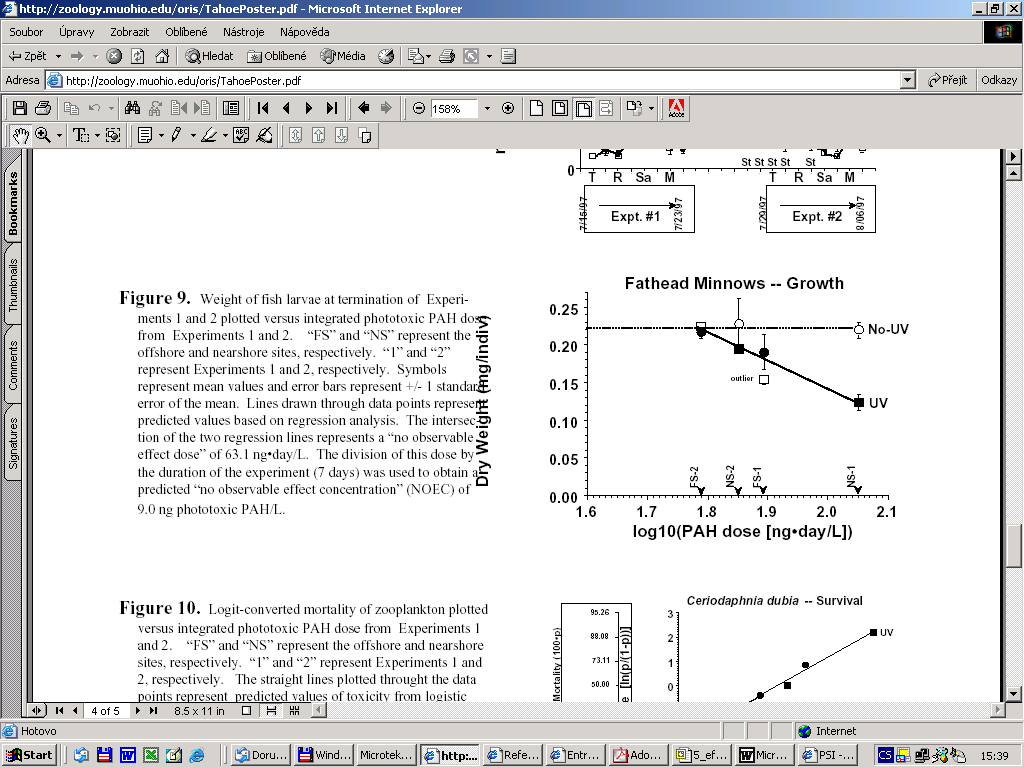 http://zoology.muohio.edu/oris/TahoePoster.pdf - Microsoft Internet Explorer
Soubor Úpravy Zobrazit Oblíbené Nástroje Nápověda
Zpět Hledat Oblíbené Média
Adresa http://zoology.muohio.edu/oris/TahoePoster.pdf Přejít Odkazy
158% Adobe
Bookmarks
Thumbnails
Comments
Signatures
St St St St St
0
T R Sa M T R Sa M
7/15/97 Expt. #1 7/23/97 7/29/97 Expt. #2 8/06/97
Figure 9. Weight of fish larvae at termination of Experi-
ments 1 and 2 plotted versus integrated phototoxic PAH dose
from Experiments 1 and 2. “FS” and “NS” represent the
offshore and nearshore sites, respectively. “1” and “2”
represent Experiments 1 and 2, respectively. Symbols
represent mean values and error bars represent +/- 1 standard
error of the mean. Lines drawn through data points represent
predicted values based on regression analysis. The intersec-
tion of the two regression lines represents a “no observable
effect dose” of 63.1 ng•day/L. The division of this dose by
the duration of the experiment (7 days) was used to obtain a
predicted “no observable effect concentration” (NOEC) of
9.0 ng phototoxic PAH/L.
Fathead Minnows -- Growth
Dry Weight (mg/indiv)
0.25
0.20
0.15
0.10
0.05
0.00
No-UV
outlier
UV
FS-2 NS-2 FS-1 NS-1
1.6 1.7 1.8 1.9 2.0 2.1
log10(PAH dose [ng•day/L])
Figure 10. Logit-converted mortality of zooplankton plotted
versus integrated phototoxic PAH dose from Experiments 1
and 2. “FS” and “NS” represent the offshore and nearshore
sites, respectively. “1” and “2” represent Experiments 1 and
2, respectively. The straight lines plotted throught the data
points represent predicted values of toxicity from logistic
Ceriodaphnia dubia -- Survival
Mortality (100•p)
95.26
88.08
73.11
50.00
e [ln(p/(1-p))]
3
2
1
0
UV
4 of 5 8.5 x 11 in
Hotovo Internet
Start Doru... Wind... Microtek... http:... Refe... Entr... Ado... 5_ef... Micr... PSI -... CS 15:39